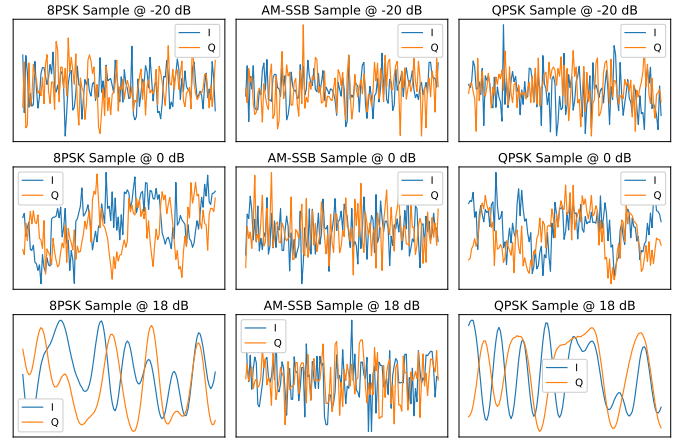 8PSK Sample @ -20 dB
I
Q
AM-SSB Sample @ -20 dB
I
Q
QPSK Sample @ -20 dB
I
Q
8PSK Sample @ 0 dB
I
Q
AM-SSB Sample @ 0 dB
I
Q
QPSK Sample @ 0 dB
I
Q
8PSK Sample @ 18 dB
I
Q
AM-SSB Sample @ 18 dB
I
Q
QPSK Sample @ 18 dB
I
Q